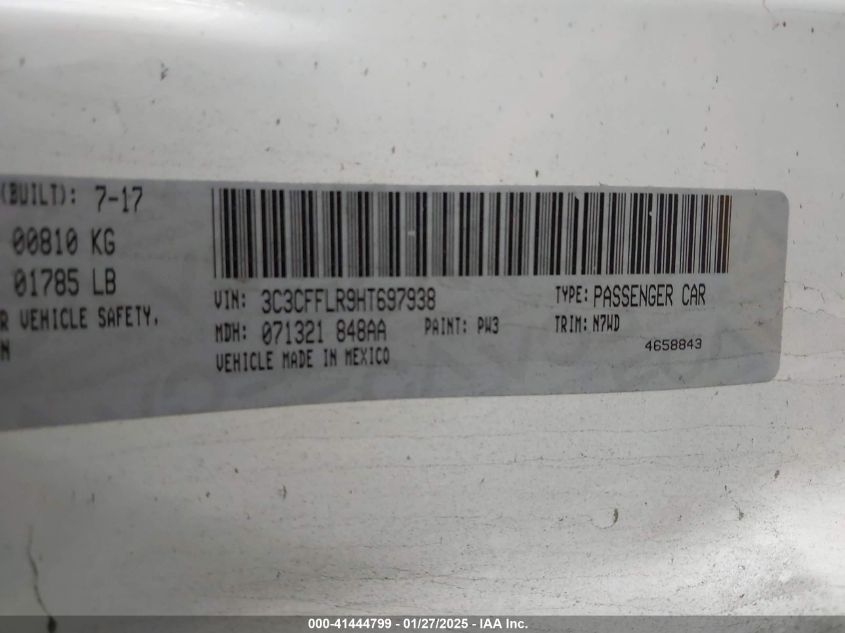 (BUILT): 7-17
00810 KG
01785 LB
R VEHICLE SAFETY,
N
VIN: 3C3CFFLR9HT697938 TYPE: PASSENGER CAR
MDH: 071321 848AA PAINT: PW3 TRIM: N7WD
VEHICLE MADE IN MEXICO 4658843
000-41444799 - 01/27/2025 - IAA Inc.